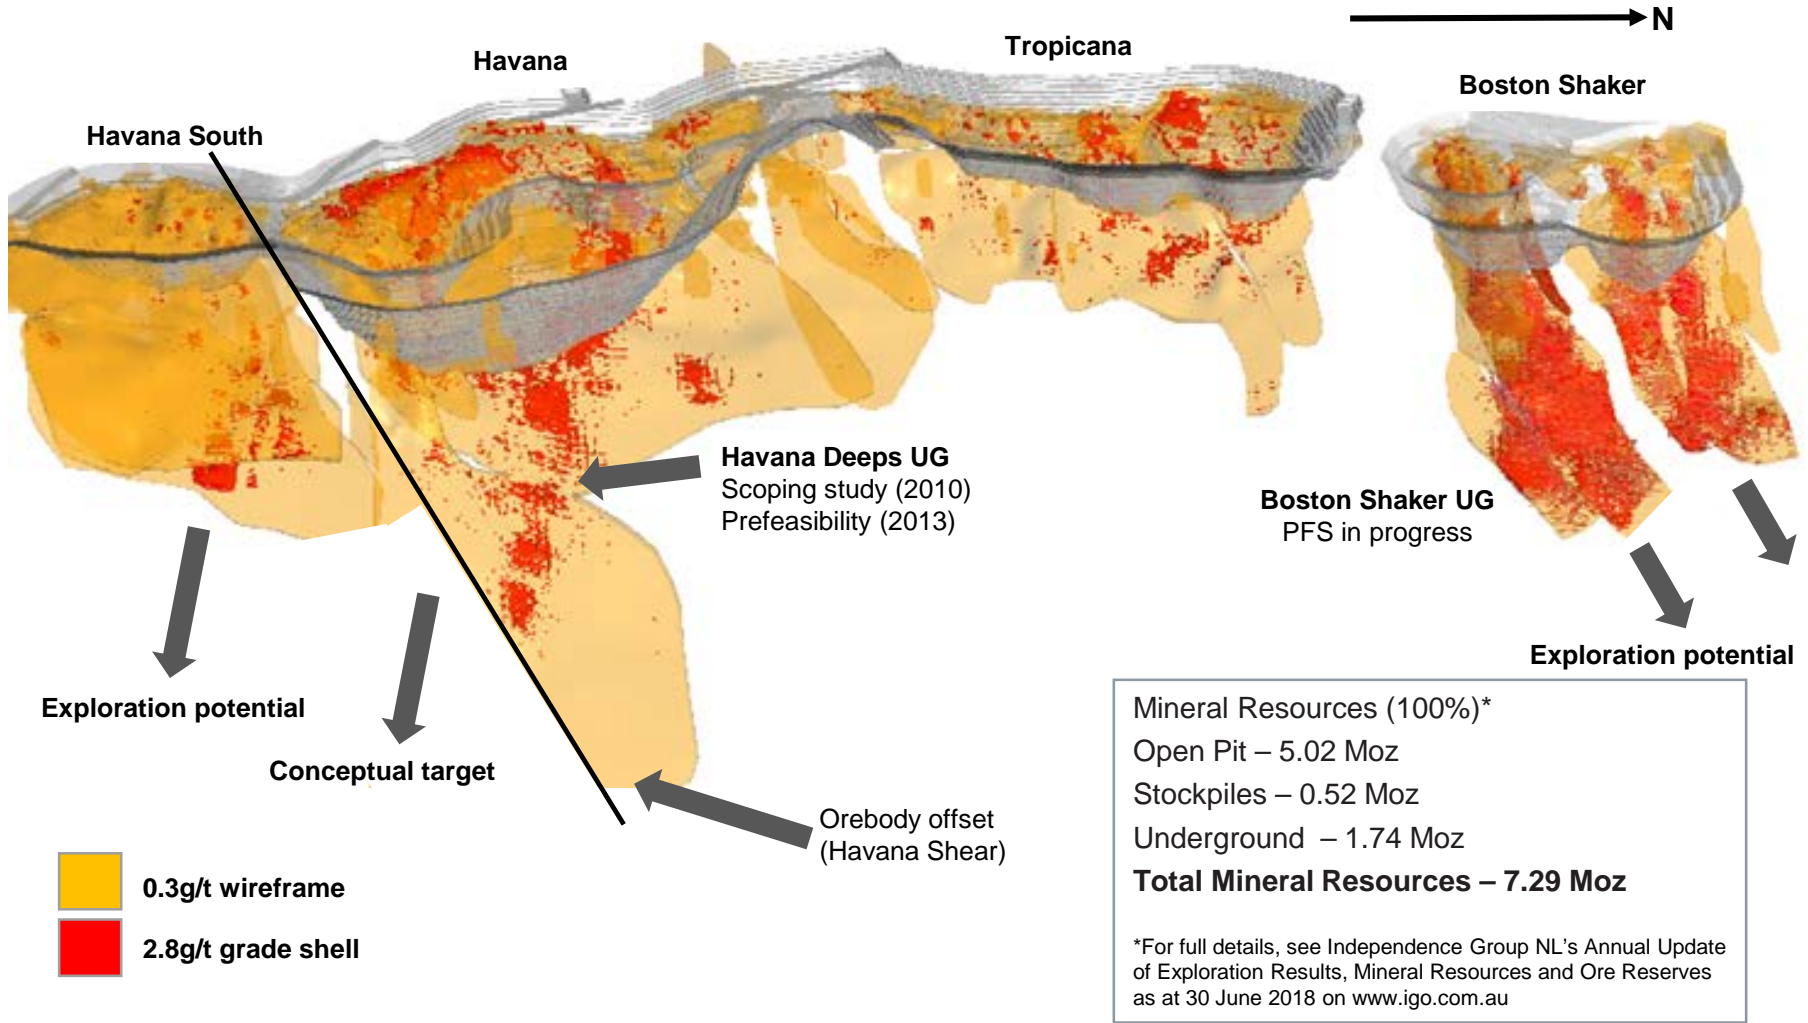 N
Tropicana
Havana
Boston Shaker
Havana South
Havana Deeps UG
Scoping study (2010)
Prefeasibility (2013)
Boston Shaker UG
PFS in progress
Exploration potential
Exploration potential
Conceptual target
Orebody offset
(Havana Shear)
0.3g/t wireframe
2.8g/t grade shell
Mineral Resources (100%)*
Open Pit – 5.02 Moz
Stockpiles – 0.52 Moz
Underground – 1.74 Moz
Total Mineral Resources – 7.29 Moz
*For full details, see Independence Group NL's Annual Update
of Exploration Results, Mineral Resources and Ore Reserves
as at 30 June 2018 on www.igo.com.au